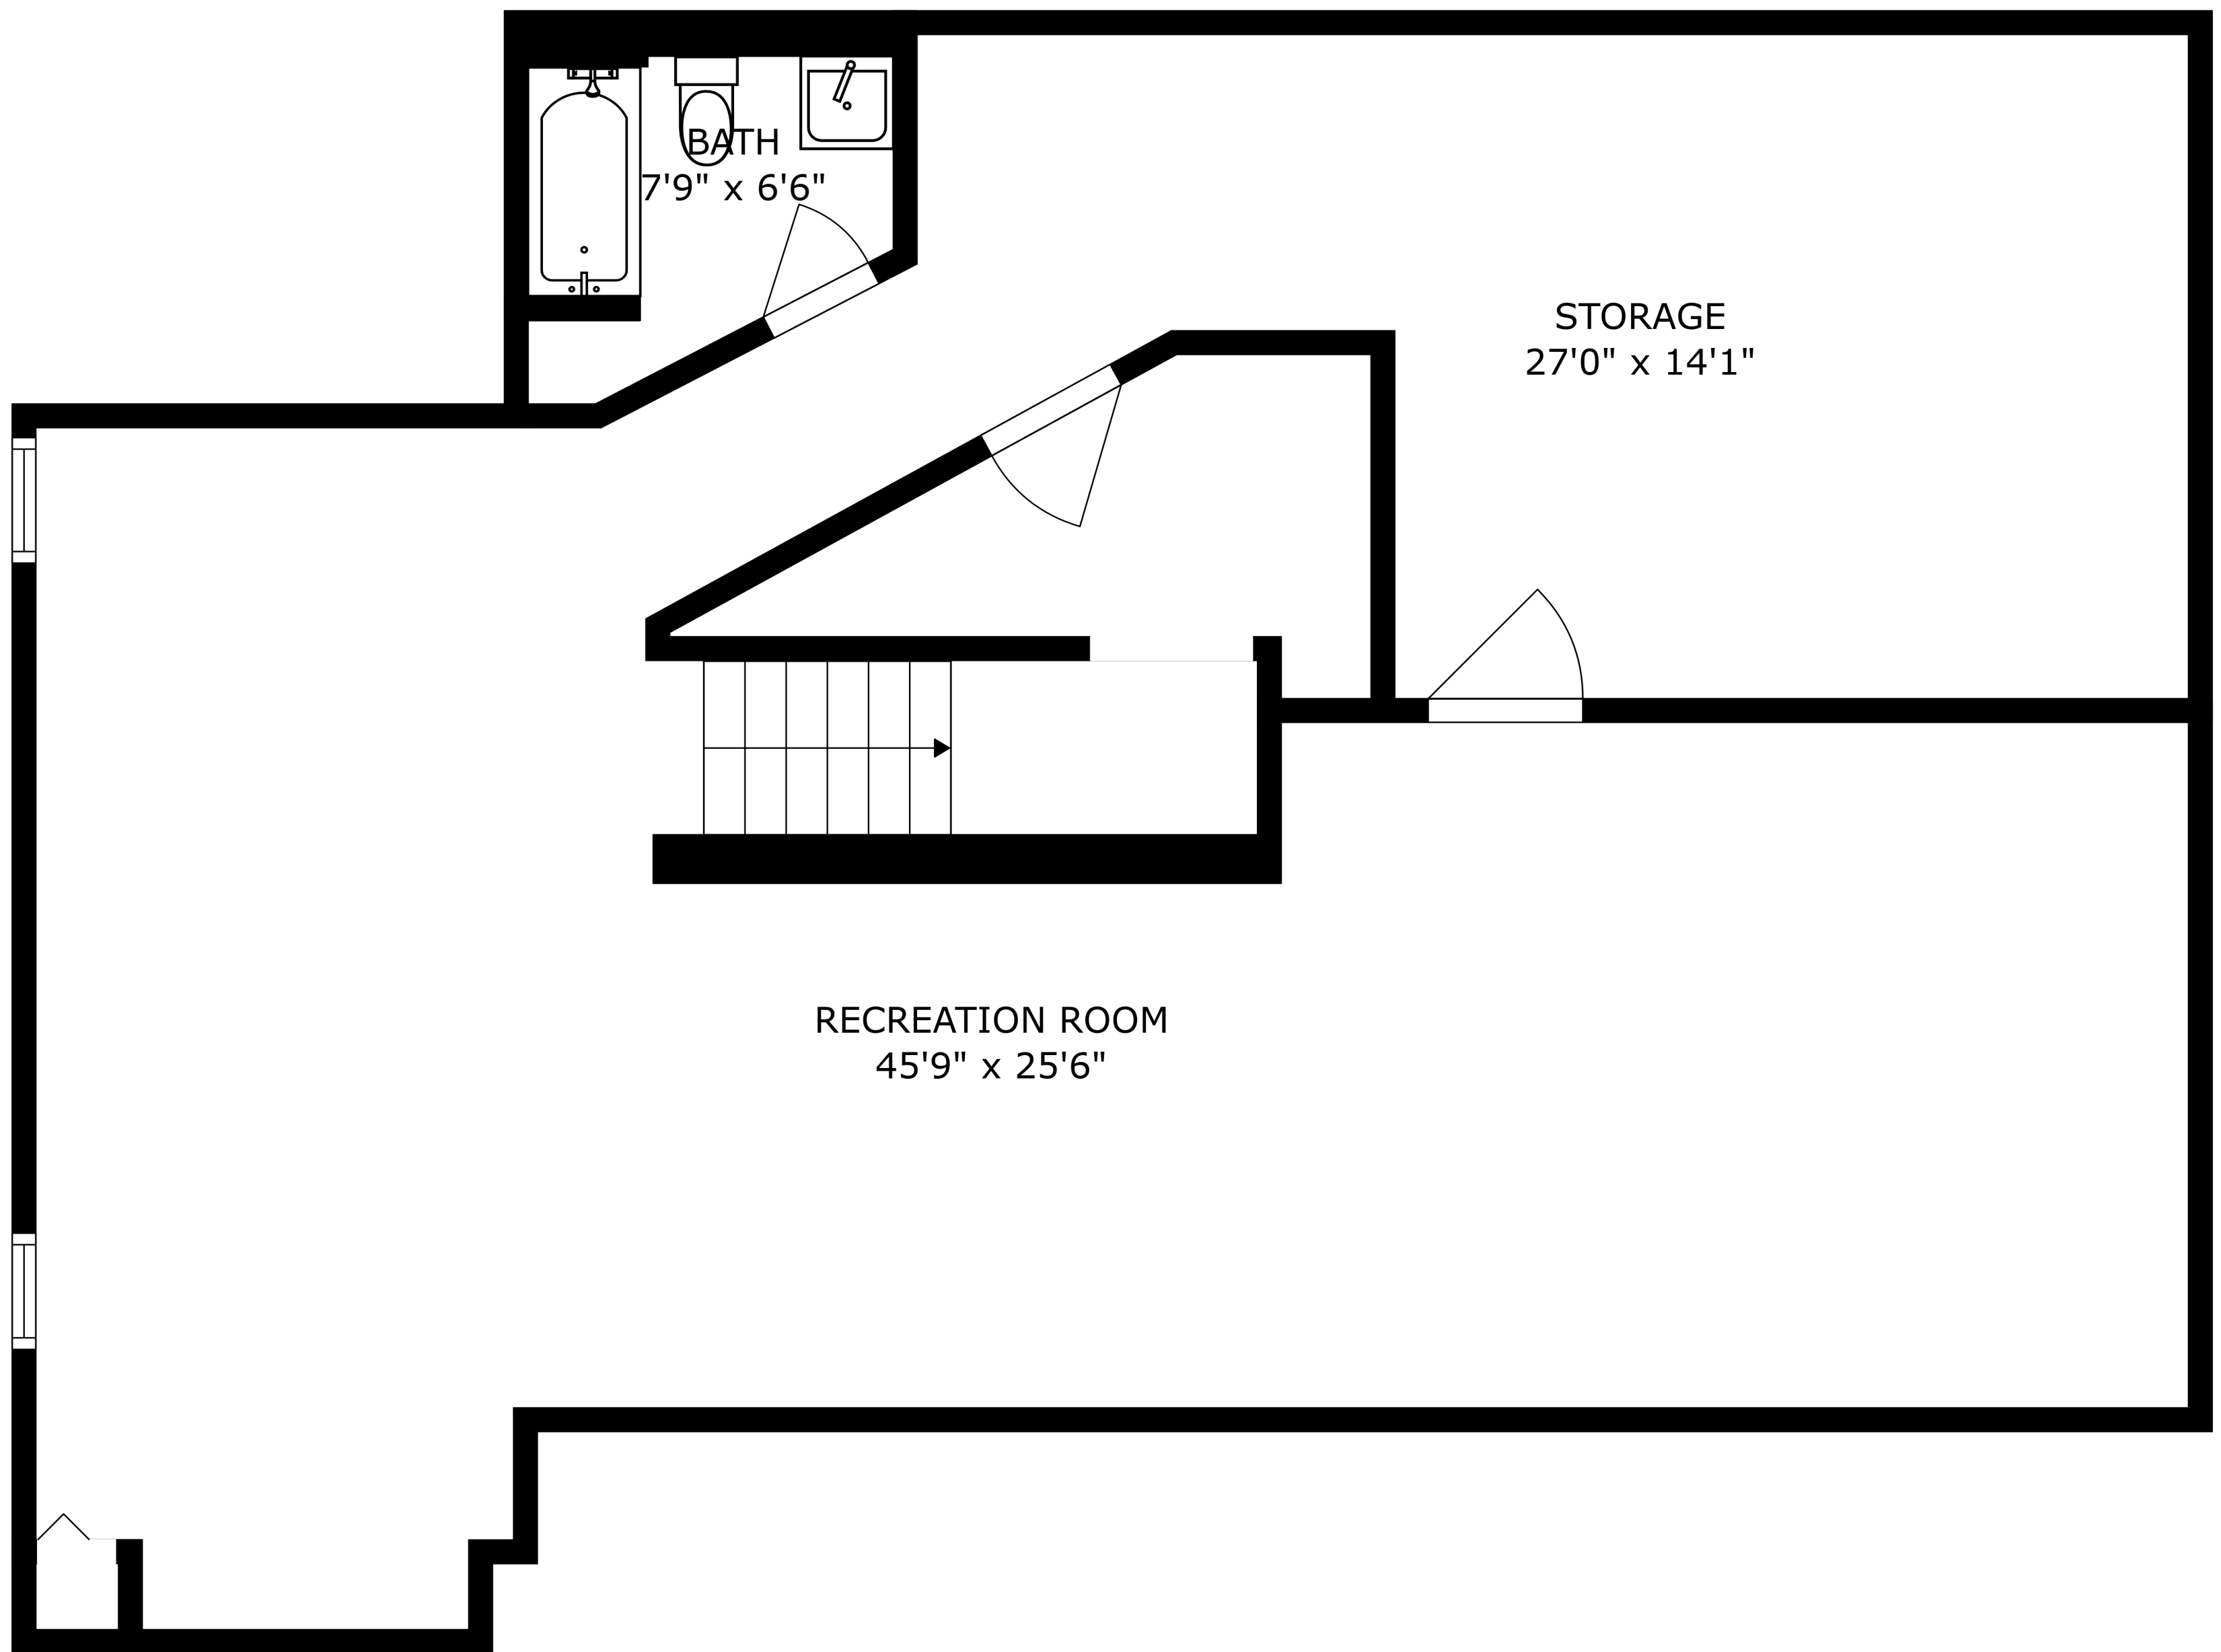 BATH
7'9" x 6'6"
STORAGE
27'0" x 14'1"
RECREATION ROOM
45'9" x 25'6"